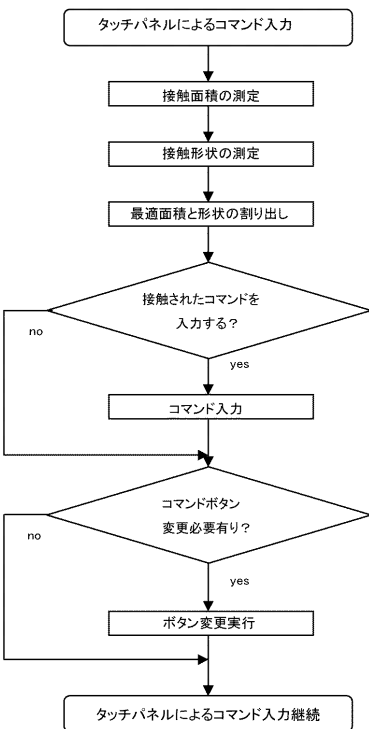 タッチパネルによるコマンド入力
接触面積の測定
接触形状の測定
最適面積と形状の割り出し
接触されたコマンドを
入力する?
no
yes
コマンド入力
コマンドボタン
変更必要有り?
no
yes
ボタン変更実行
タッチパネルによるコマンド入力継続